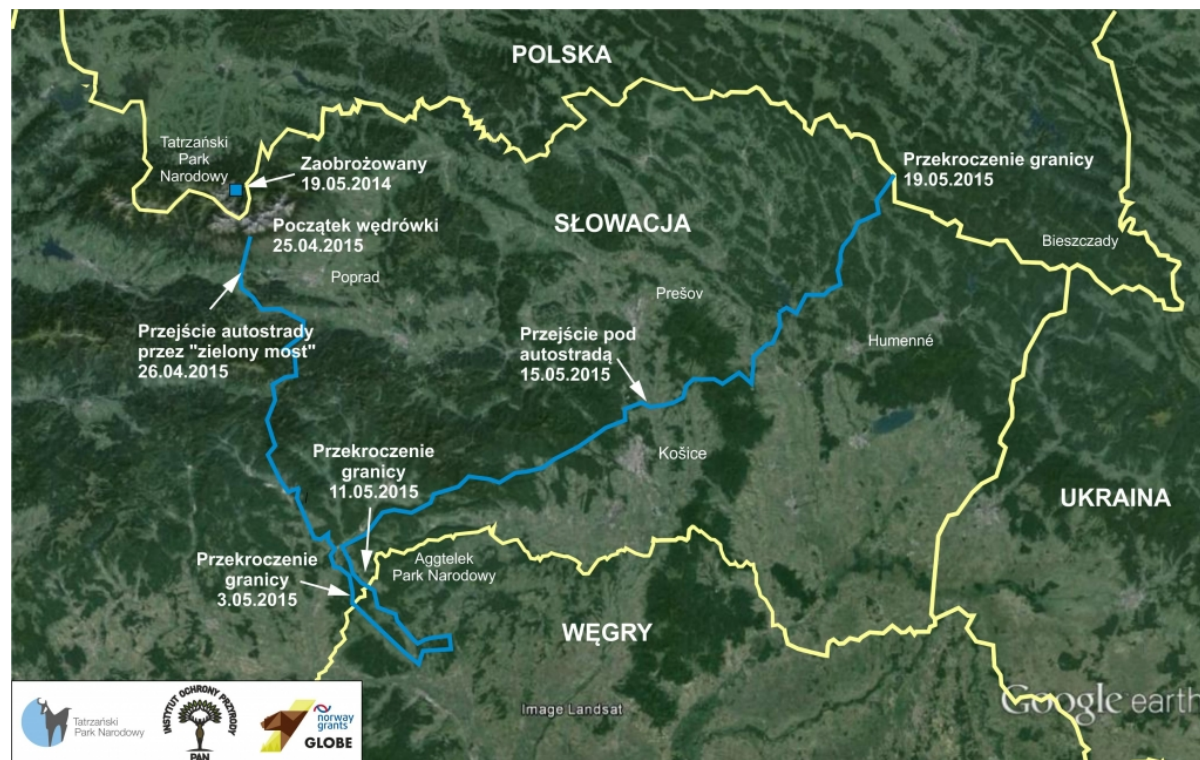 POLSKA
Tatrzański
Park
Narodowy
Zaobrożowany
19.05.2014
Przekroczenie granicy
19.05.2015
Początek wędrówki
25.04.2015
SŁOWACJA
Bieszczady
Poprad
Prešov
Przejście autostrady
przez "zielony most"
26.04.2015
Przejście pod
autostradą
15.05.2015
Humenné
Przekroczenie
granicy
11.05.2015
Košice
UKRAINA
Przekroczenie
granicy
3.05.2015
Aggtelek
Park Narodowy
WĘGRY
Image Landsat
Google earth
Tatrzański
Park Narodowy
INSTYTUT OCHRONY PRZYRODY
PAN
norway
grants
GLOBE